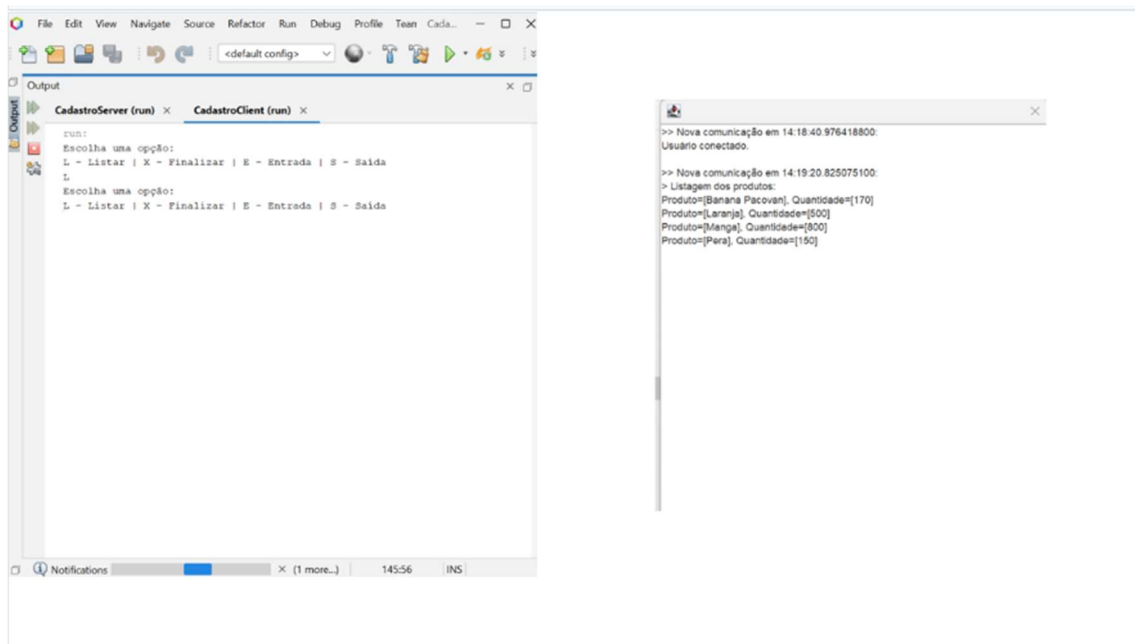 File Edit View Navigate Source Refactor Run Debug Profile Team Cada...
<default config>
Output
Output
CadastroServer (run) CadastroClient (run)
run:
Escolha uma opção:
L - Listar | X - Finalizar | E - Entrada | S - Saída
L
Escolha uma opção:
L - Listar | X - Finalizar | E - Entrada | S - Saída
Notifications (1 more...) 145:56 INS
>> Nova comunicação em 14:18:40.976418800:
Usuário conectado.
>> Nova comunicação em 14:19:20.825075100:
> Listagem dos produtos:
Produto=[Banana Pacovan], Quantidade=[170]
Produto=[Laranja], Quantidade=[500]
Produto=[Manga], Quantidade=[800]
Produto=[Pera], Quantidade=[150]